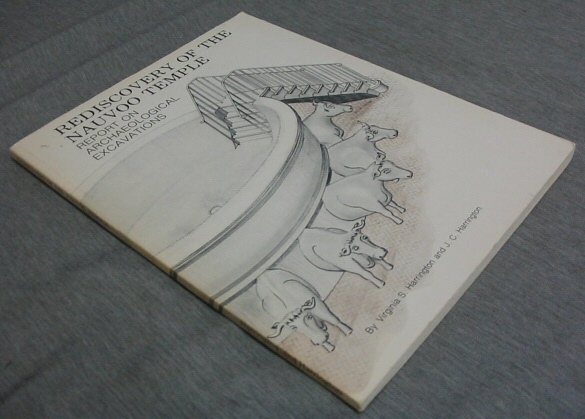 REDISCOVERY OF THE
NAUVOO TEMPLE
REPORT ON
ARCHAEOLOGICAL
EXCAVATIONS
By Virginia S. Harrington and J. C. Harrington